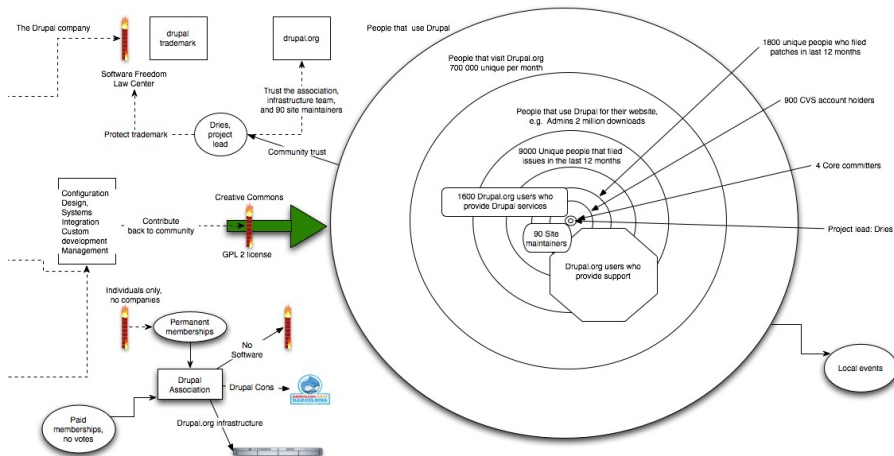 The Drupal company
drupal
trademark
drupal.org
Software Freedom
Law Center
Trust the association,
infrastructure team,
and 90 site maintainers
Protect trademark
Dries,
project
lead
Community trust
Configuration
Design,
Systems
Integration
Custom
development
Management
Contribute
back to community
Creative Commons
GPL 2 license
Individuals only,
no companies
Permanent
memberships
No
Software
Drupal
Association
Drupal Cons
BARCELONA
Paid
memberships,
no votes
Drupal.org infrastructure
People that use Drupal
People that visit Drupal.org
700 000 unique per month
People that use Drupal for their website,
e.g. Admins 2 million downloads
9000 Unique people that filed
issues in the last 12 months
1600 Drupal.org users who
provide Drupal services
90 Site
maintainers
Drupal.org users who
provide support
1800 unique people who filed
patches in last 12 months
900 CVS account holders
4 Core committers
Project lead: Dries
Local events